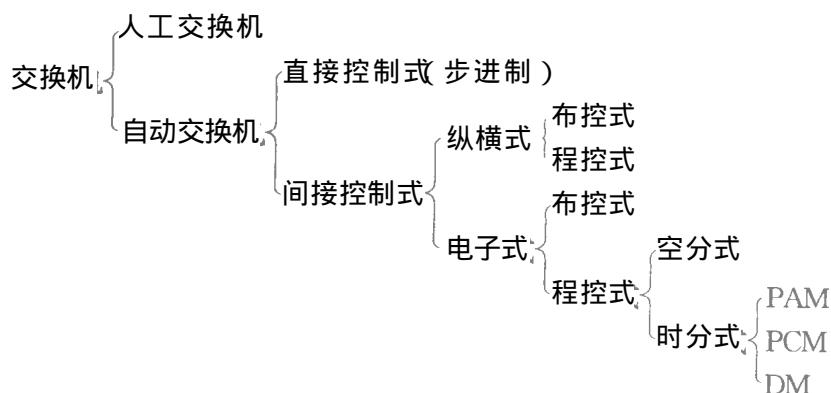 人工交换机
交换机
直接控制式(步进制)
自动交换机
布控式
纵横式
程控式
间接控制式
布控式
电子式
空分式
程控式
PAM
时分式
PCM
DM